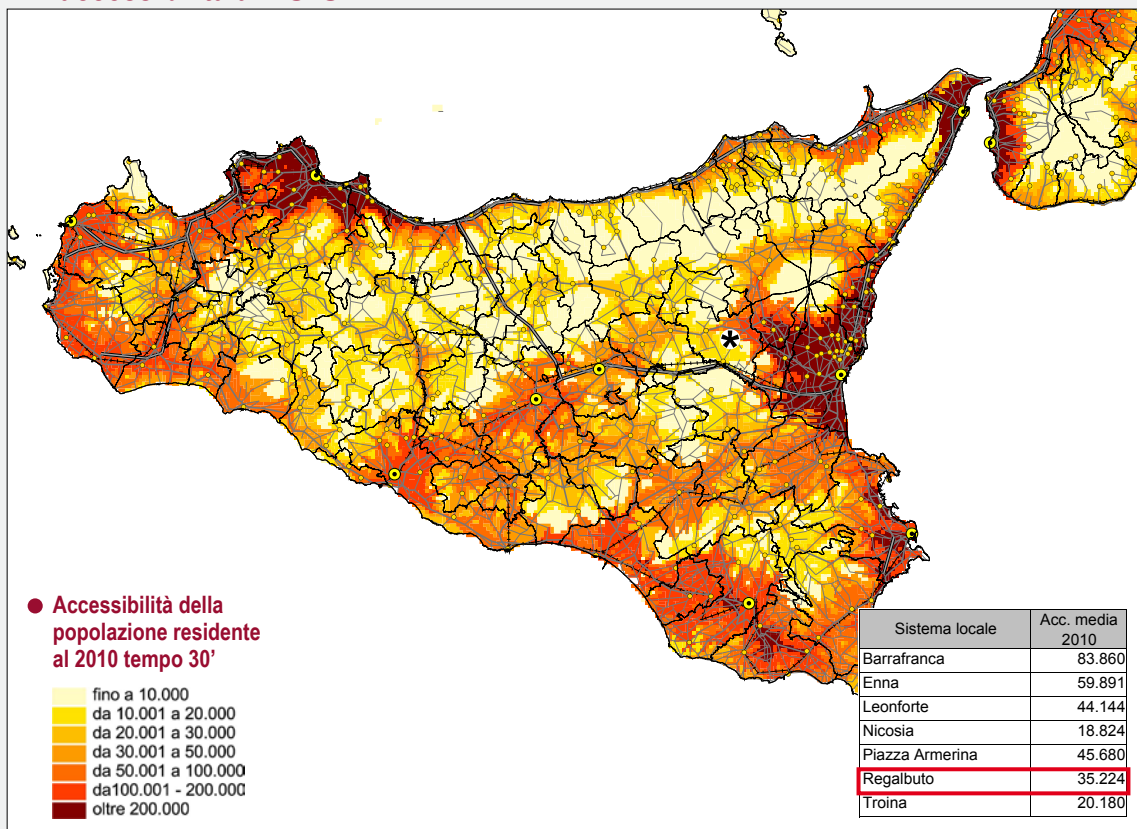 ● Accessibilità della
popolazione residente
al 2010 tempo 30’
fino a 10.000
da 10.001 a 20.000
da 20.001 a 30.000
da 30.001 a 50.000
da 50.001 a 100.000
da100.001 - 200.000
oltre 200.000
*
Sistema locale Acc. media 2010
Barrafranca 83.860
Enna 59.891
Leonforte 44.144
Nicosia 18.824
Piazza Armerina 45.680
Regalbuto 35.224
Troina 20.180